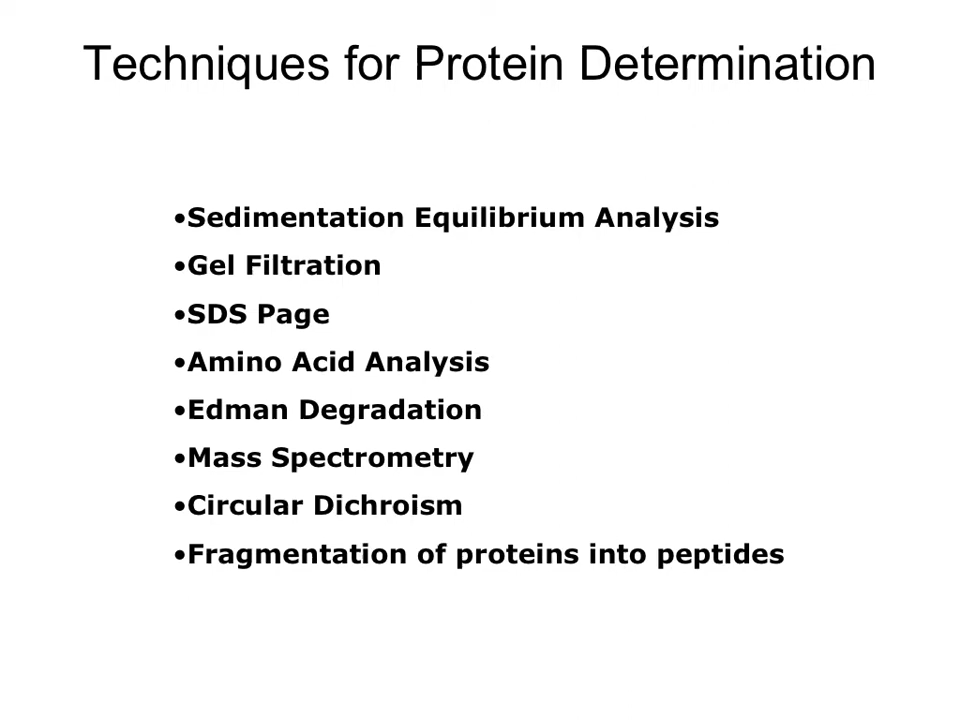 Techniques for Protein Determination
•Sedimentation Equilibrium Analysis
•Gel Filtration
•SDS Page
•Amino Acid Analysis
•Edman Degradation
•Mass Spectrometry
•Circular Dichroism
•Fragmentation of proteins into peptides